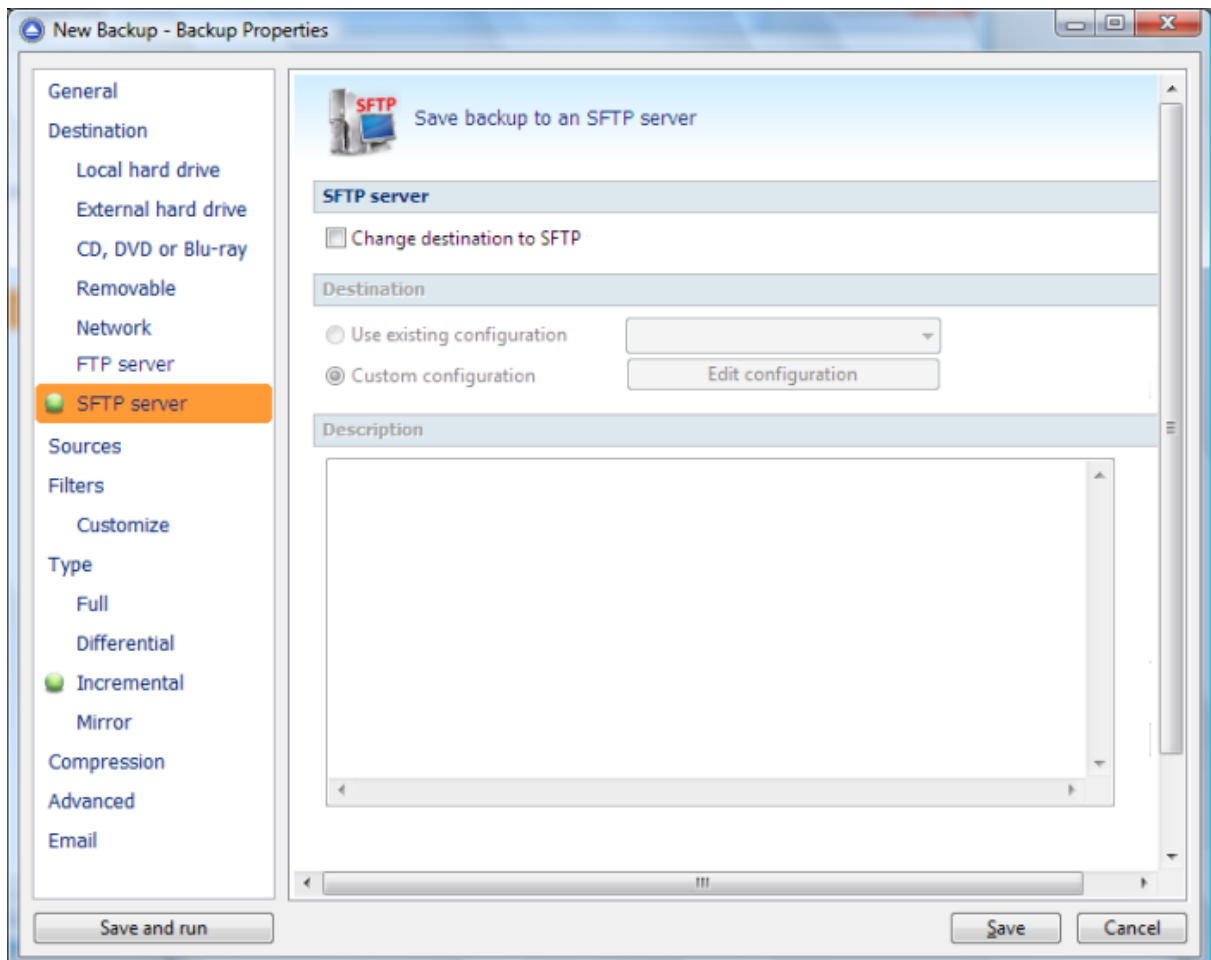 New Backup - Backup Properties
General
Destination
Local hard drive
External hard drive
CD, DVD or Blu-ray
Removable
Network
FTP server
SFTP server
Sources
Filters
Customize
Type
Full
Differential
Incremental
Mirror
Compression
Advanced
Email
SFTP
Save backup to an SFTP server
SFTP server
Change destination to SFTP
Destination
Use existing configuration
Custom configuration
Edit configuration
Description
Save and run
Save
Cancel